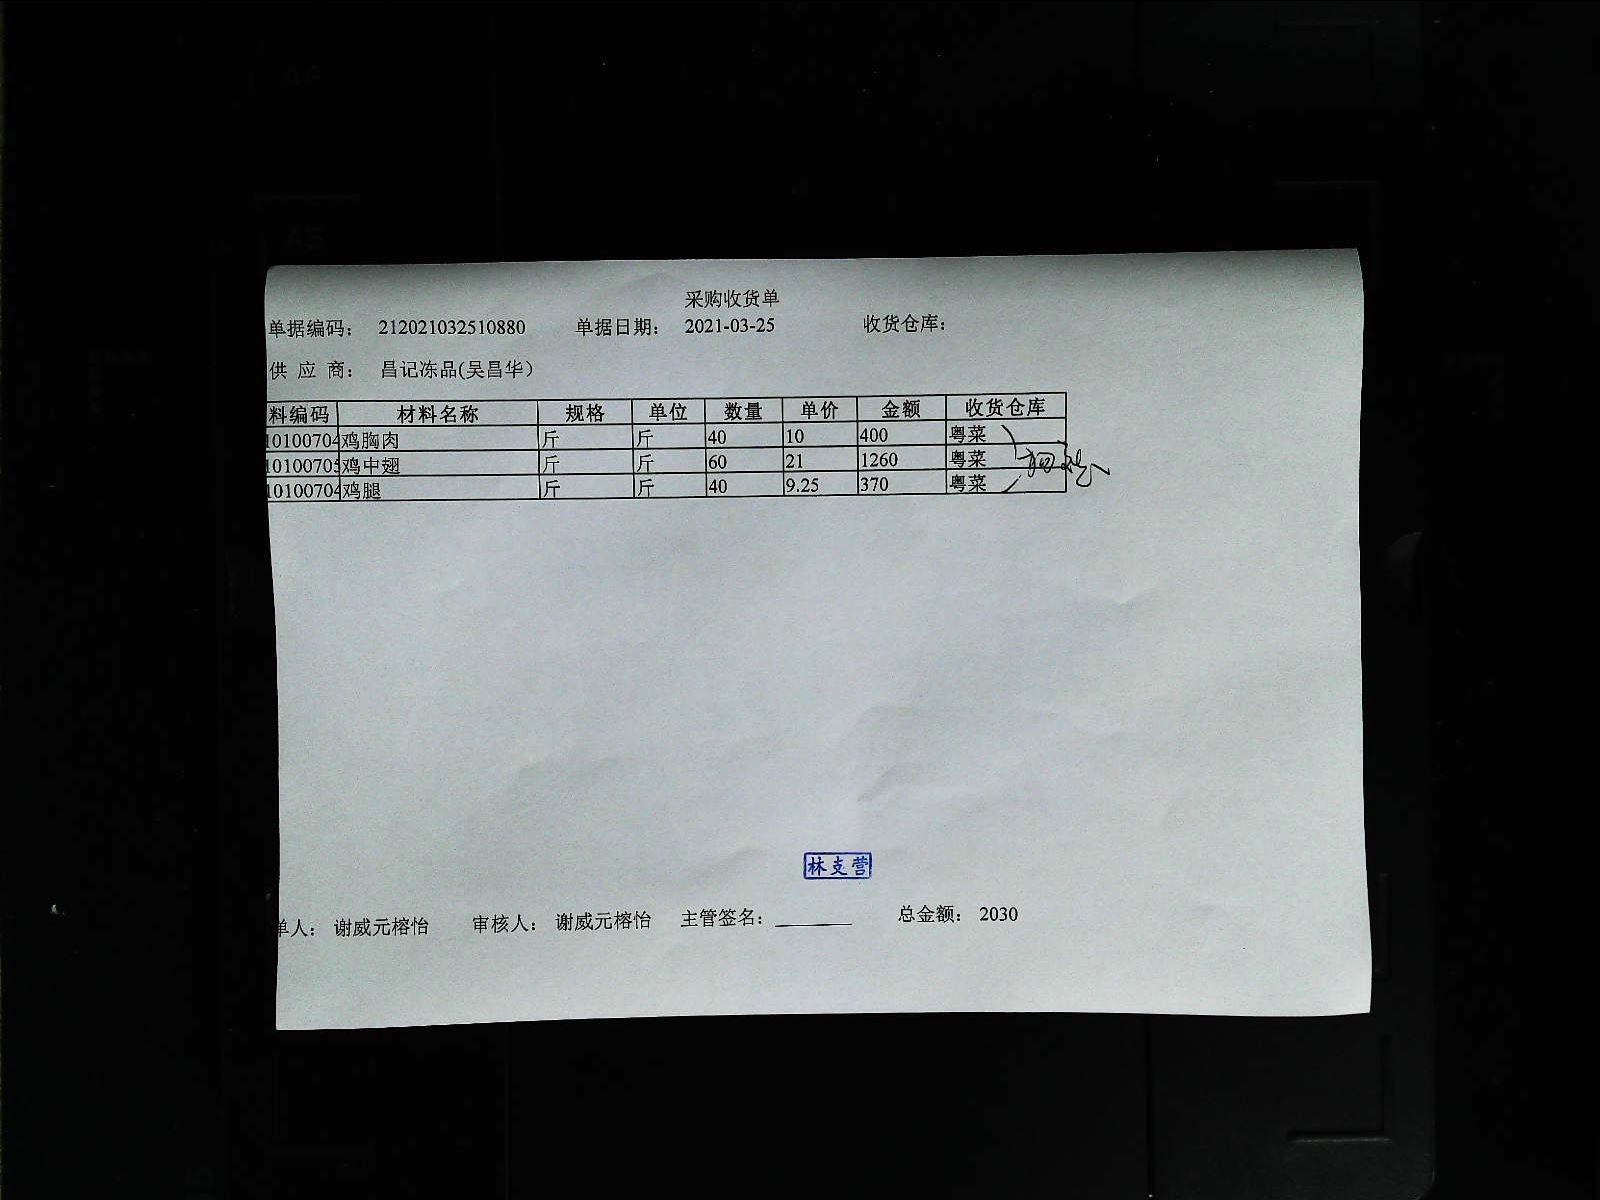 采购收货单
单据编码： 212021032510880 单据日期： 2021-03-25 收货仓库：
供 应 商： 昌记冻品(吴昌华)
料编码 材料名称 规格 单位 数量 单价 金额 收货仓库
10100704 鸡胸肉 斤 斤 40 10 400 粤菜
10100705 鸡中翅 斤 斤 60 21 1260 粤菜
10100704 鸡腿 斤 斤 40 9.25 370 粤菜
林支营
单人： 谢威元榕怡 审核人： 谢威元榕怡 主管签名： 总金额： 2030